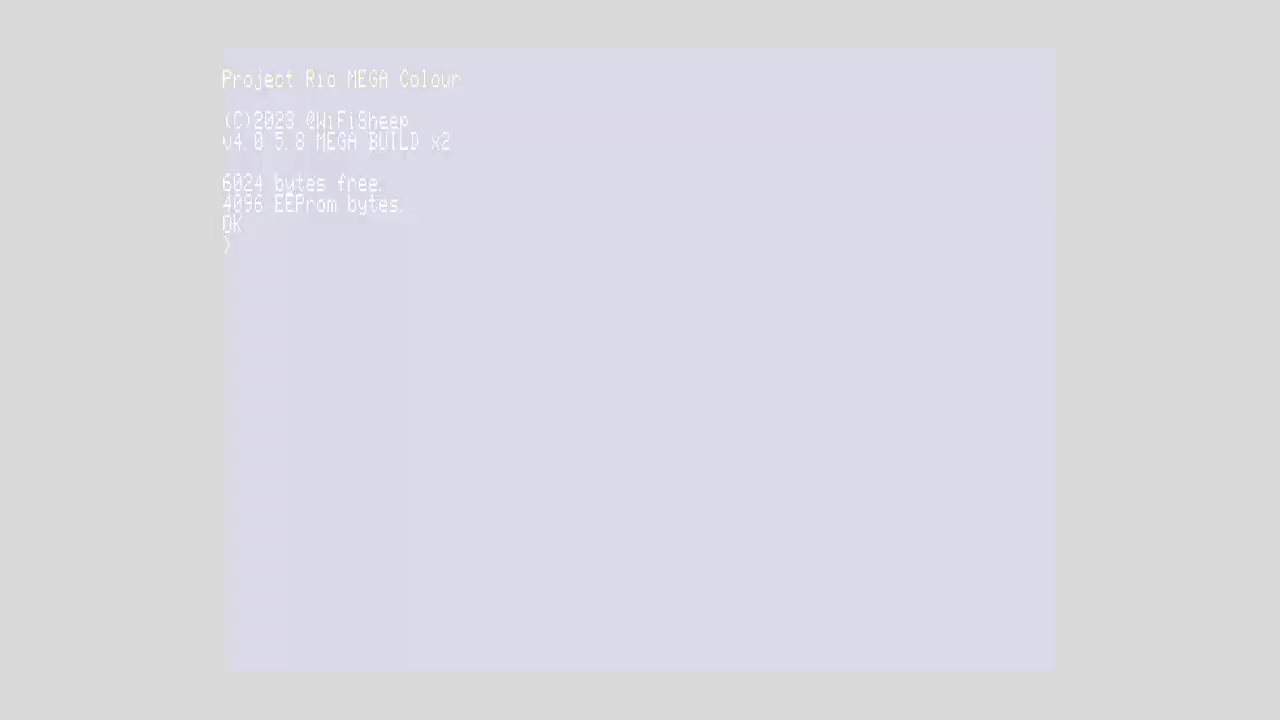 Project Rio MEGA Colour
(C)2023 @WiFiSheep
v4.0 5.8 MEGA BUILD x2
6024 bytes free.
4096 EEProm bytes.
OK
>